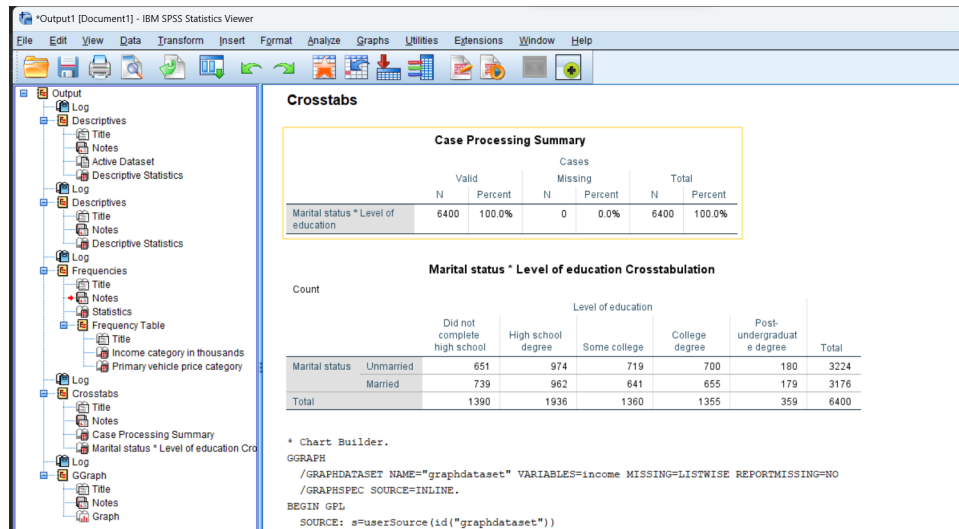 *Output1 [Document1] - IBM SPSS Statistics Viewer
File Edit View Data Transform Insert Format Analyze Graphs Utilities Extensions Window Help
Output
Log
Descriptives
Title
Notes
Active Dataset
Descriptive Statistics
Log
Descriptives
Title
Notes
Descriptive Statistics
Log
Frequencies
Title
Notes
Statistics
Frequency Table
Title
Income category in thousands
Primary vehicle price category
Log
Crosstabs
Title
Notes
Case Processing Summary
Marital status * Level of education Cro
Log
GGraph
Title
Notes
Graph
Crosstabs
Case Processing Summary
Cases
Valid Missing Total
N Percent N Percent N Percent
Marital status * Level of
education 6400 100.0% 0 0.0% 6400 100.0%
Marital status * Level of education Crosstabulation
Count
Level of education
Did not
complete
high school
High school
degree
Some college
College
degree
Post-
undergraduat
e degree
Total
Marital status Unmarried 651 974 719 700 180 3224
Married 739 962 641 655 179 3176
Total 1390 1936 1360 1355 359 6400
* Chart Builder.
GGRAPH
/GRAPHDATASET NAME="graphdataset" VARIABLES=income MISSING=LISTWISE REPORTMISSING=NO
/GRAPHSPEC SOURCE=INLINE.
BEGIN GPL
SOURCE: s=userSource(id("graphdataset"))